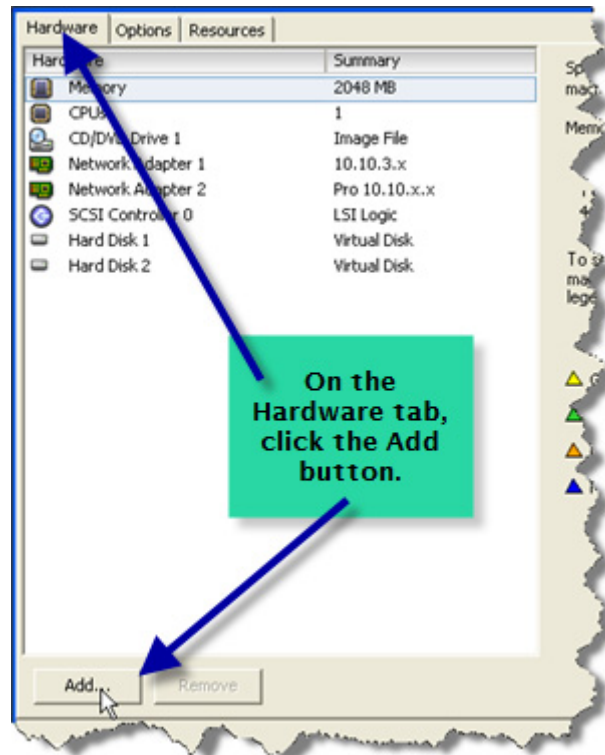 Hardware Options Resources
Hardware Summary
Memory 2048 MB
CPUs 1
CD/DVD Drive 1 Image File
Network Adapter 1 10.10.3.x
Network Adapter 2 Pro 10.10.x.x
SCSI Controller 0 LSI Logic
Hard Disk 1 Virtual Disk
Hard Disk 2 Virtual Disk
On the
Hardware tab,
click the Add
button.
Add...
Remove